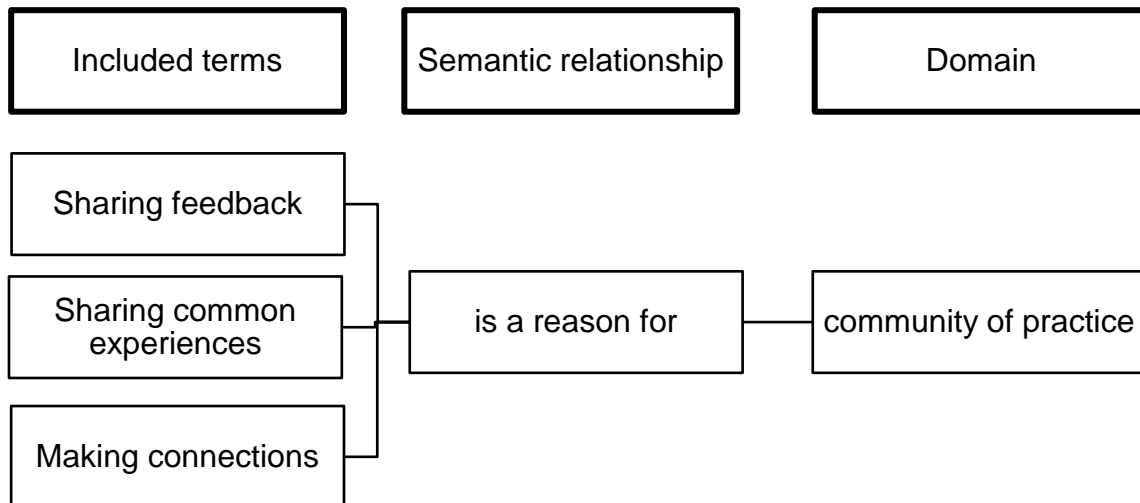 Included terms
Semantic relationship
Domain
Sharing feedback
Sharing common
experiences
is a reason for
community of practice
Making connections